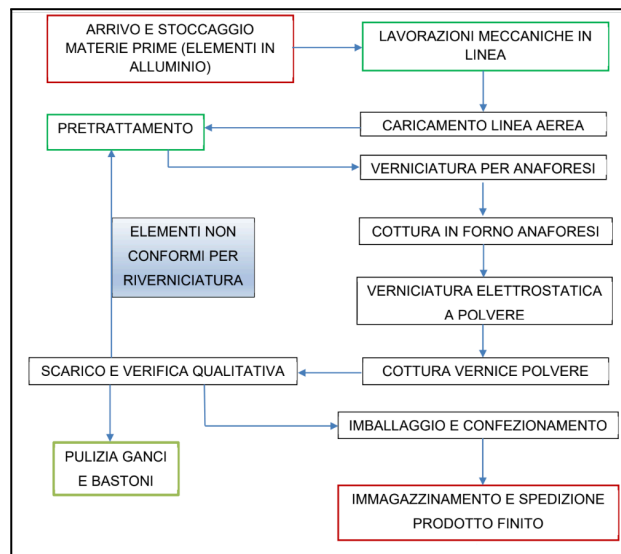 ARRIVO E STOCCAGGIO
MATERIE PRIME (ELEMENTI IN
ALLUMINIO)
LAVORAZIONI MECCANICHE IN
LINEA
CARICAMENTO LINEA AEREA
PRETRATTAMENTO
VERNICIATURA PER ANAFORESI
ELEMENTI NON
CONFORMI PER
RIVERNICIATURA
COTTURA IN FORNO ANAFORESI
VERNICIATURA ELETTROSTATICA
A POLVERE
COTTURA VERNICE POLVERE
SCARICO E VERIFICA QUALITATIVA
IMBALLAGGIO E CONFEZIONAMENTO
PULIZIA GANCI
E BASTONI
IMMAGAZZINAMENTO E SPEDIZIONE
PRODOTTO FINITO